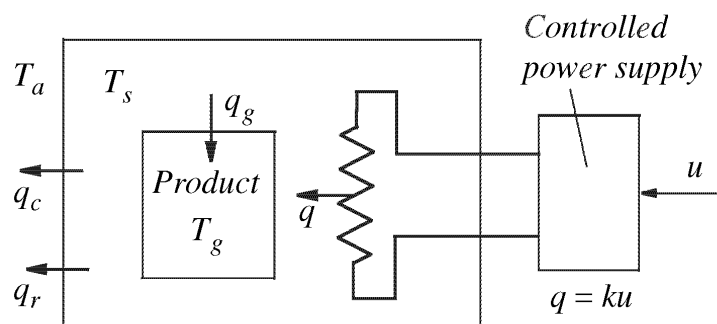 Controlled
power supply
T_a
T_s
q_g
Product
T_g
q_c
q
u
q_r
q = ku